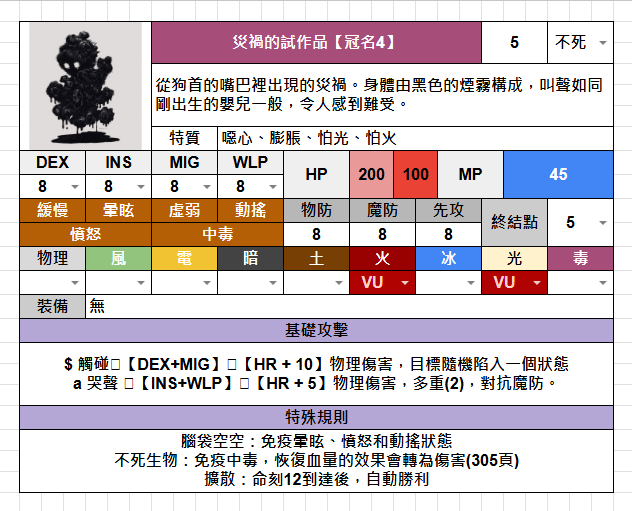 災禍的試作品【冠名4】 5 不死
從狗首的嘴巴裡出現的災禍。身體由黑色的煙霧構成，叫聲如同
剛出生的嬰兒一般，令人感到難受。
特質 噁心、膨脹、怕光、怕火
DEX INS MIG WLP HP 200 100 MP 45
8 8 8 8
緩慢 暈眩 虛弱 動搖 物防 魔防 先攻 終結點 5
憤怒 中毒 8 8 8
物理 風 電 暗 土 火 冰 光 毒
VU VU
裝備 無
基礎攻擊
$ 觸碰□【DEX+MIG】□【HR + 10】物理傷害，目標隨機陷入一個狀態
a 哭聲 □【INS+WLP】□【HR + 5】物理傷害，多重(2)，對抗魔防。
特殊規則
腦袋空空：免疫暈眩、憤怒和動搖狀態
不死生物：免疫中毒，恢復血量的效果會轉為傷害(305頁)
擴散：命刻12到達後，自動勝利